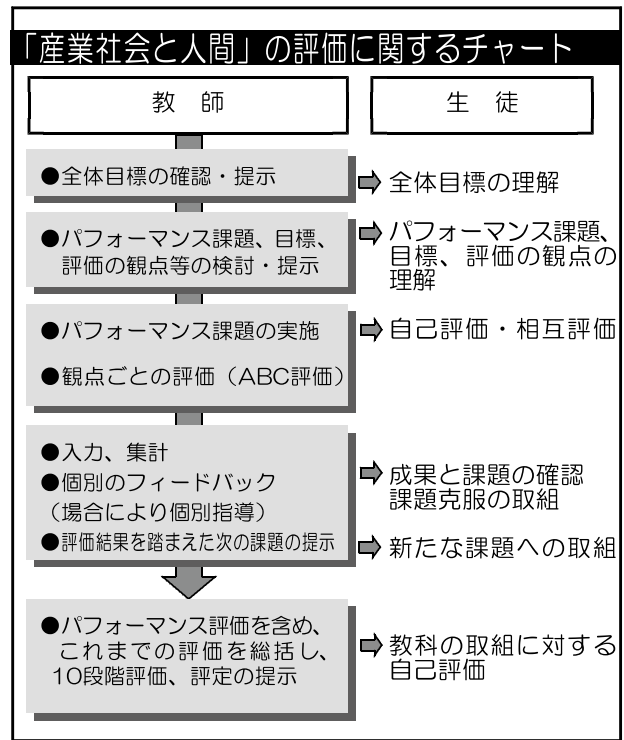 「産業社会と人間」の評価に関するチャート
教　師
生　徒
●全体目標の確認・提示
全体目標の理解
●パフォーマンス課題、目標、
評価の観点等の検討・提示
パフォーマンス課題、
目標、評価の観点の
理解
●パフォーマンス課題の実施
●観点ごとの評価（ABC評価）
自己評価・相互評価
●入力、集計
●個別のフィードバック
（場合により個別指導）
●評価結果を踏まえた次の課題の提示
成果と課題の確認
課題克服の取組
新たな課題への取組
●パフォーマンス評価を含め、
これまでの評価を総括し、
10段階評価、評定の提示
教科の取組に対する
自己評価